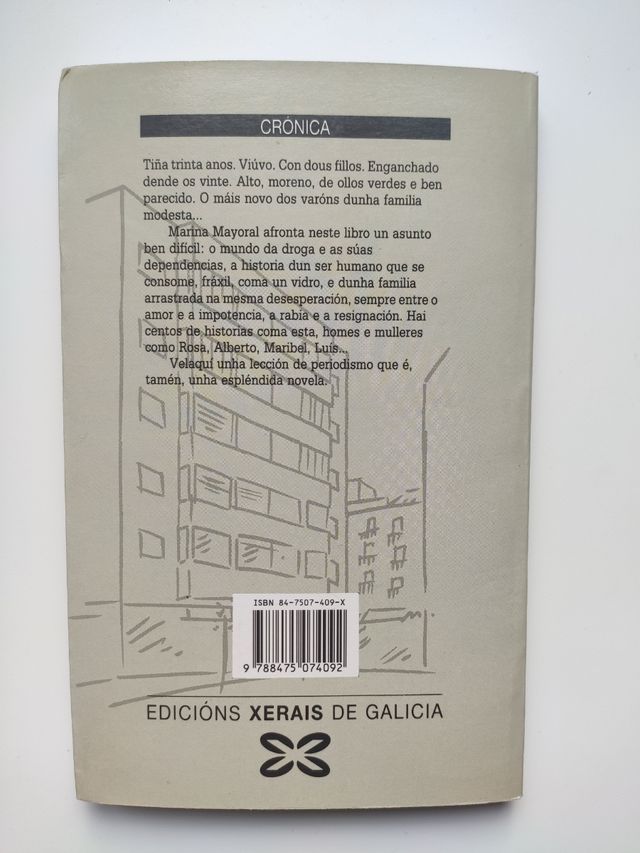 CRÓNICA
Tiña trinta anos. Viúvo. Con dous fillos. Enganchado
dende os vinte. Alto, moreno, de ollos verdes e ben
parecido. O máis novo dos varóns dunha familia
modesta...
Marina Mayoral afronta neste libro un asunto
ben difícil: o mundo da droga e as súas
dependencias, a historia dun ser humano que se
consome, fráxil, coma un vidro, e dunha familia
arrastrada na mesma desesperación, sempre entre o
amor e a impotencia, a rabia e a resignación. Hai
centos de historias coma esta, homes e mulleres
como Rosa, Alberto, Maribel, Luís...
Velaquí unha lección de periodismo que é,
tamén, unha espléndida novela.
ISBN 84-7507-409-X
9 788475 074092
EDICIÓNS XERAIS DE GALICIA